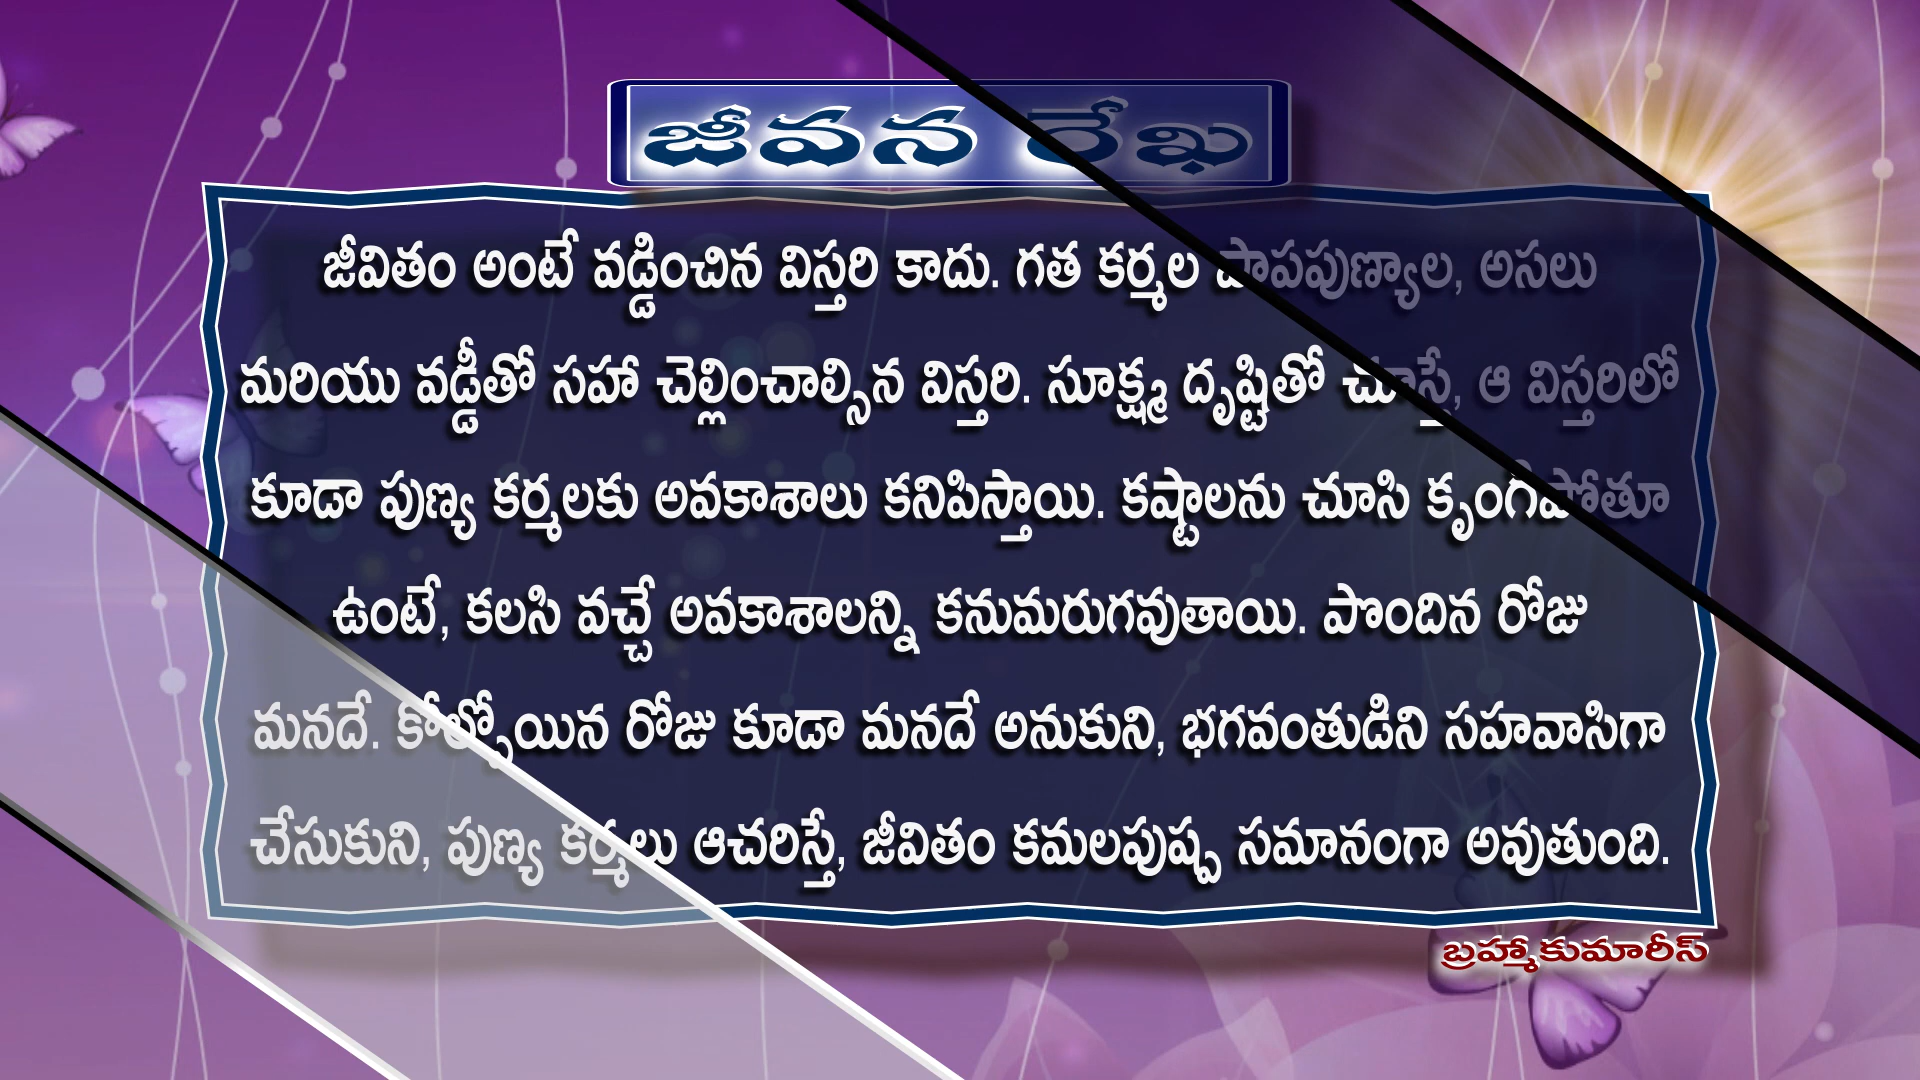 జీవన రేఖ
జీవితం అంటే వడ్డించిన విస్తరి కాదు. గత కర్మల పాపపుణ్యాల, అసలు
మరియు వడ్డీతో సహా చెల్లించాల్సిన విస్తరి. సూక్ష్మ దృష్టితో చూస్తే, ఆ విస్తరిలో
కూడా పుణ్య కర్మలకు అవకాశాలు కనిపిస్తాయి. కష్టాలను చూసి కృంగిపోతూ
ఉంటే, కలసి వచ్చే అవకాశాలన్ని కనుమరుగవుతాయి. పొందిన రోజు
మనదే. కోల్పోయిన రోజు కూడా మనదే అనుకుని, భగవంతుడిని సహవాసిగా
చేసుకుని, పుణ్య కర్మలు ఆచరిస్తే, జీవితం కమలపుష్ప సమానంగా అవుతుంది.
బ్రహ్మాకుమారీస్